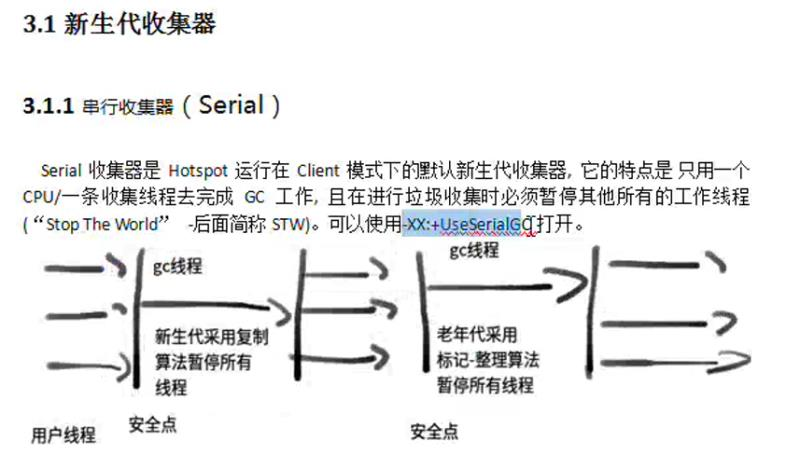 3.1 新生代收集器
3.1.1 串行收集器（Serial）
Serial 收集器是 Hotspot 运行在 Client 模式下的默认新生代收集器, 它的特点是 只用一个
CPU/一条收集线程去完成 GC 工作, 且在进行垃圾收集时必须暂停其他所有的工作线程
(“Stop The World” -后面简称 STW)。可以使用-XX:+UseSerialGC打开。
gc线程
新生代采用复制
算法暂停所有
线程
用户线程
安全点
gc线程
老年代采用
标记-整理算法
暂停所有线程
安全点